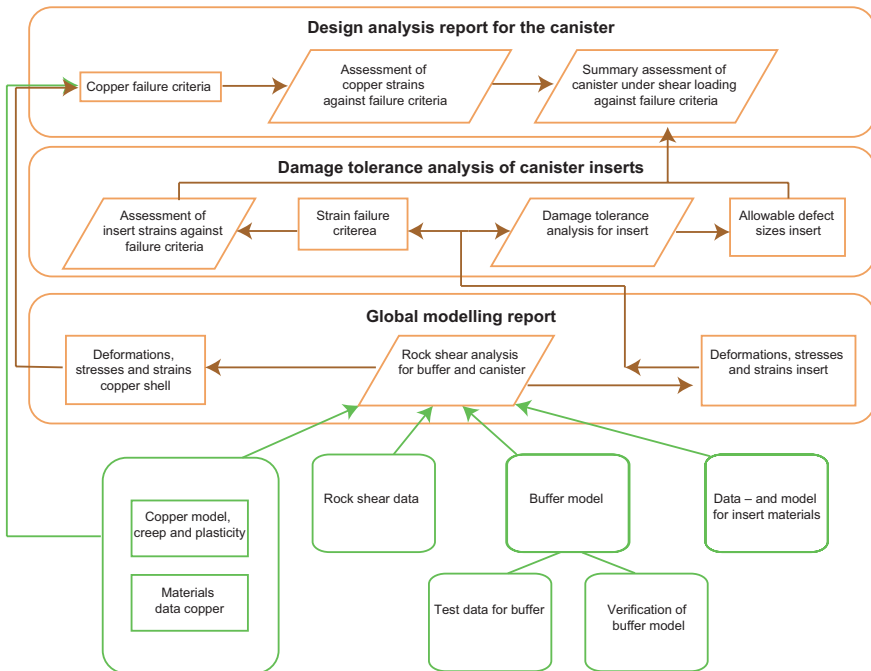 Design analysis report for the canister
Copper failure criteria
Assessment of
copper strains
against failure criteria
Summary assessment of
canister under shear loading
against failure criteria
Damage tolerance analysis of canister inserts
Assessment of
insert strains against
failure criteria
Strain failure
criterea
Damage tolerance
analysis for insert
Allowable defect
sizes insert
Global modelling report
Deformations,
stresses and strains
copper shell
Rock shear analysis
for buffer and canister
Deformations, stresses
and strains insert
Copper model,
creep and plasticity
Materials
data copper
Rock shear data
Buffer model
Data – and model
for insert materials
Test data for buffer
Verification of
buffer model